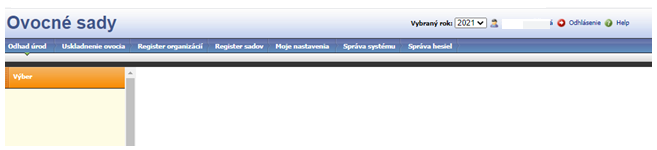 Ovocné sady
Vybraný rok: 2021 Odhlásenie Help
Odhad úrod Uskladnenie ovocia Register organizácií Register sadov Moje nastavenia Správa systému Správa hesiel
Výber